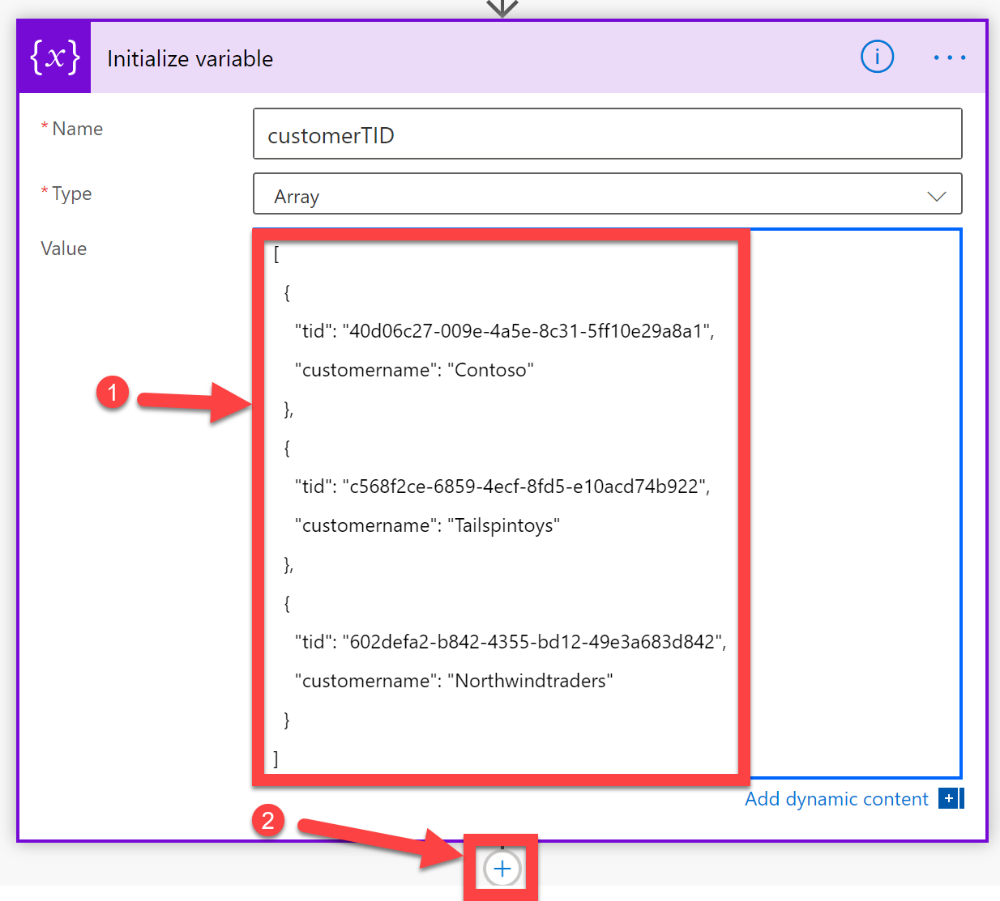 {x} Initialize variable
* Name
customerTID
* Type
Array
Value
[
{
"tid": "40d06c27-009e-4a5e-8c31-5ff10e29a8a1",
"customername": "Contoso"
},
{
"tid": "c568f2ce-6859-4ecf-8fd5-e10acd74b922",
"customername": "Tailspintoys"
},
{
"tid": "602defa2-b842-4355-bd12-49e3a683d842",
"customername": "Northwindtraders"
}
]
1
Add dynamic content
2